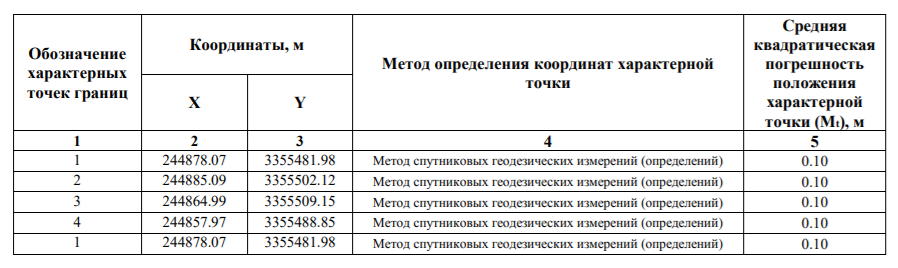 Обозначение
характерных
точек границ
Координаты, м
X
Y
Метод определения координат характерной
точки
Средняя
квадратическая
погрешность
положения
характерной
точки (Mt), м
1 2 3 4 5
1 244878.07 3355481.98 Метод спутниковых геодезических измерений (определений) 0.10
2 244885.09 3355502.12 Метод спутниковых геодезических измерений (определений) 0.10
3 244864.99 3355509.15 Метод спутниковых геодезических измерений (определений) 0.10
4 244857.97 3355488.85 Метод спутниковых геодезических измерений (определений) 0.10
1 244878.07 3355481.98 Метод спутниковых геодезических измерений (определений) 0.10